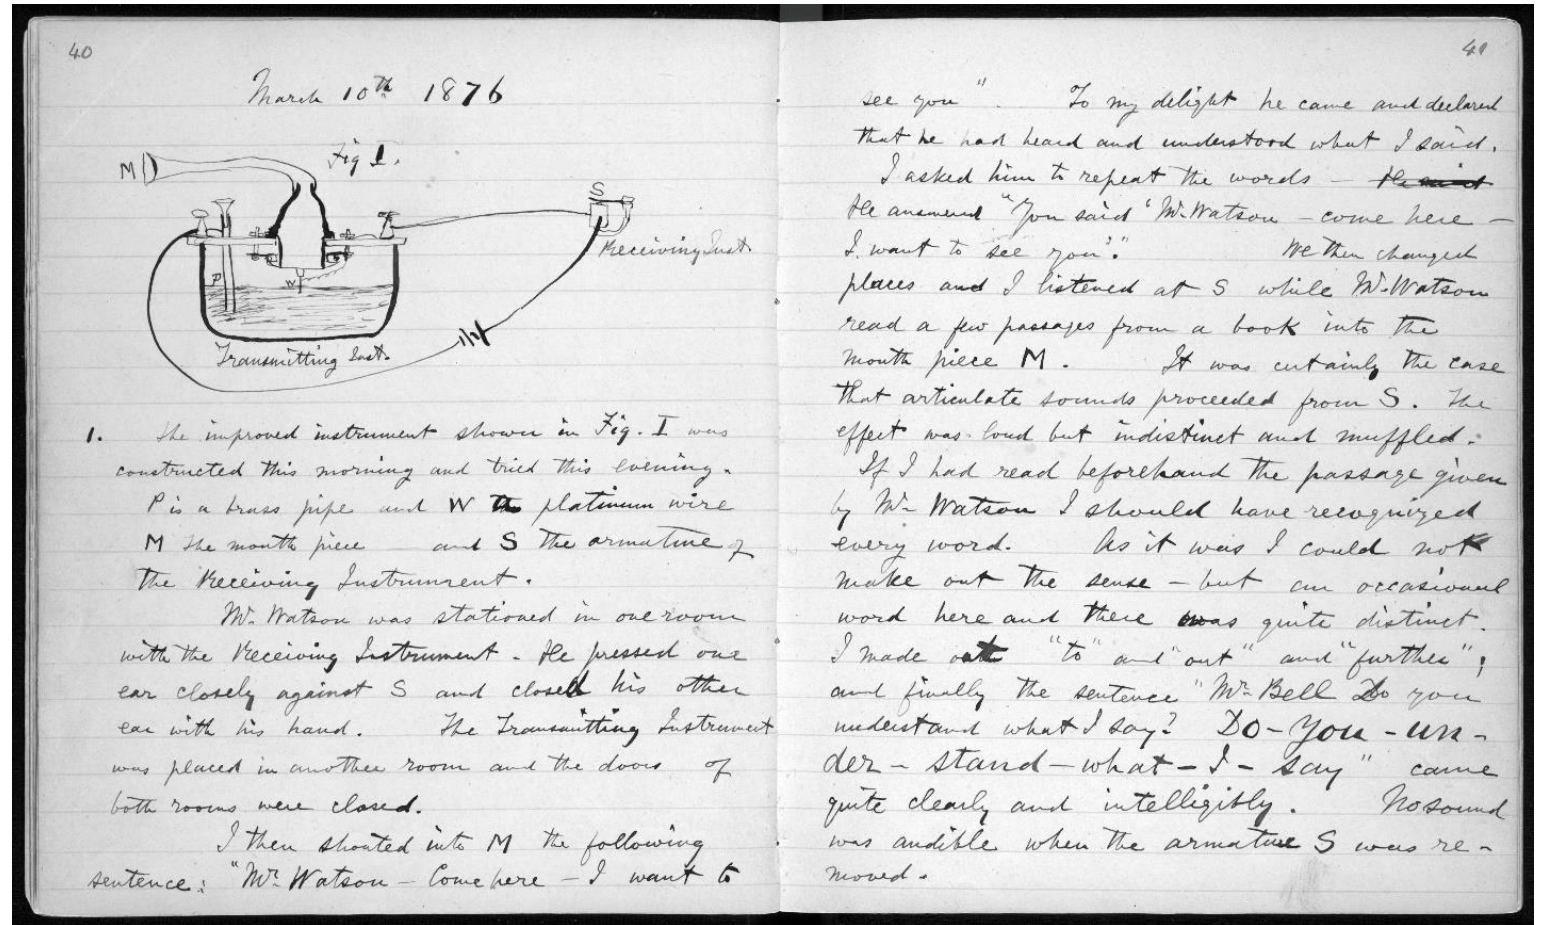 40
March 10th 1876
Fig 1.
M
S
Receiving Inst.
P
W
Transmitting Inst.
1. The improved instrument shown in Fig. I was
constructed this morning and tried this evening.
P is a brass pipe and W the platinum wire
M the mouth piece — and S the armature of
the Receiving Instrument.
Mr. Watson was stationed in one room
with the Receiving Instrument. He pressed one
ear closely against S and closed his other
ear with his hand. The Transmitting Instrument
was placed in another room and the doors of
both rooms were closed.
I then shouted into M the following
sentence: "Mr. Watson — Come here — I want to
41
see you". To my delight he came and declared
that he had heard and understood what I said.
I asked him to repeat the words —
He answered "You said 'Mr. Watson — come here —
I want to see you'." We then changed
places and I listened at S while Mr. Watson
read a few passages from a book into the
mouth piece M. It was certainly the case
that articulate sounds proceeded from S. The
effect was loud but indistinct and muffled.
If I had read beforehand the passage given
by Mr. Watson I should have recognized
every word. As it was I could not
make out the sense — but an occasional
word here and there was quite distinct.
I made out "to" and "out" and "further";
and finally the sentence "Mr. Bell Do you
understand what I say? Do-you-un-
der-stand-what-I-say" came
quite clearly and intelligibly. No sound
was audible when the armature S was re-
moved.